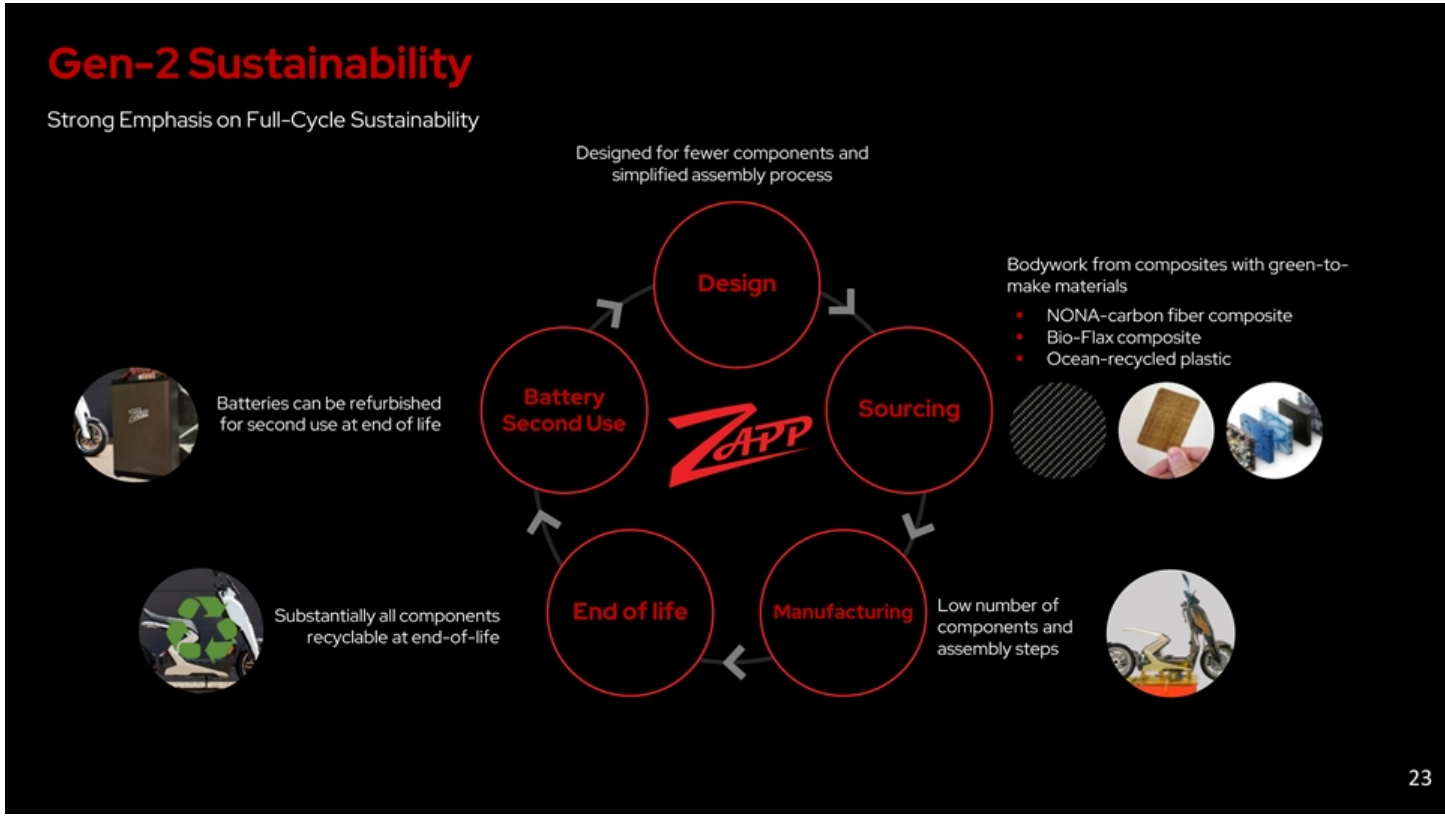 Gen-2 Sustainability
Strong Emphasis on Full-Cycle Sustainability
Designed for fewer components and
simplified assembly process
Design
Bodywork from composites with green-to-
make materials
NONA-carbon fiber composite
Bio-Flax composite
Ocean-recycled plastic
Sourcing
Low number of
components and
assembly steps
Manufacturing
End of life
Substantially all components
recyclable at end-of-life
Battery
Second Use
Batteries can be refurbished
for second use at end of life
ZAPP
23